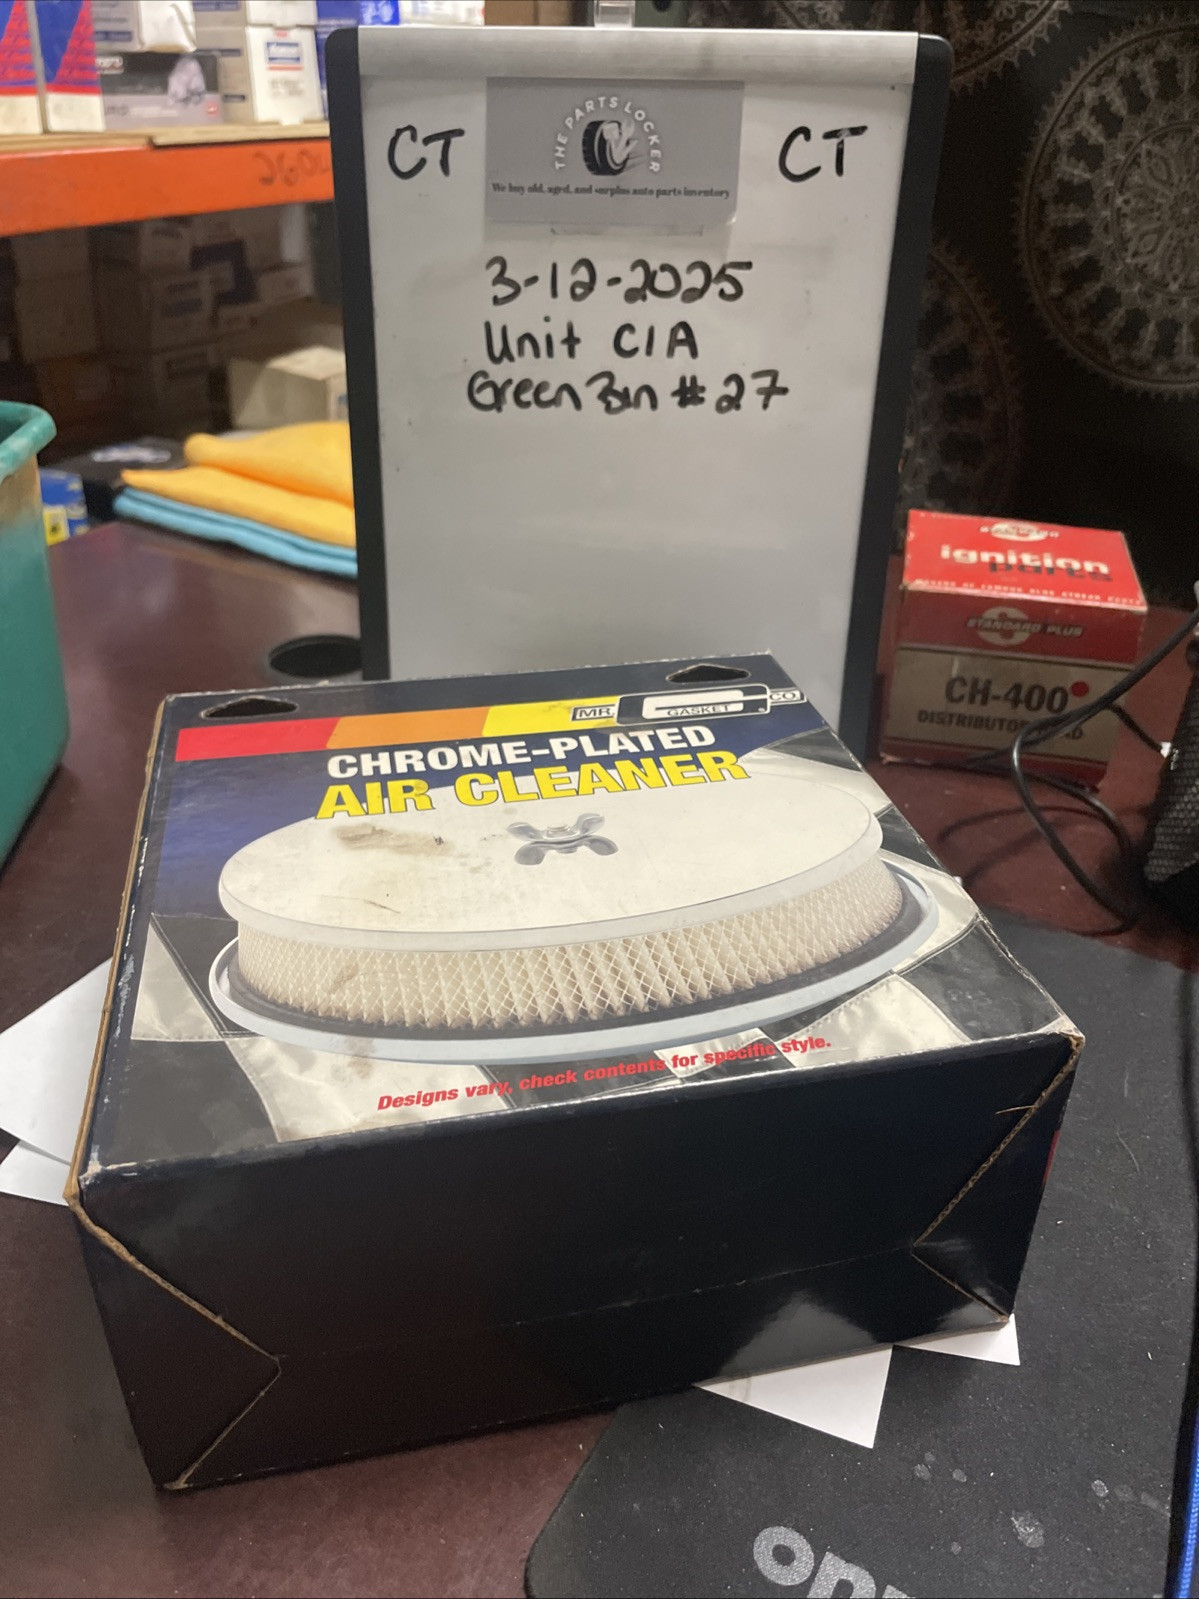 CT
THE PARTS LOCKER
CT
We buy old, aged, and surplus auto parts inventory
3-12-2025
Unit C1A
Green Bin #27
ignition
parts
STANDARD PLUS
CH-400
MR. GASKET CO
CHROME-PLATED
AIR CLEANER
Designs vary, check contents for specific style.